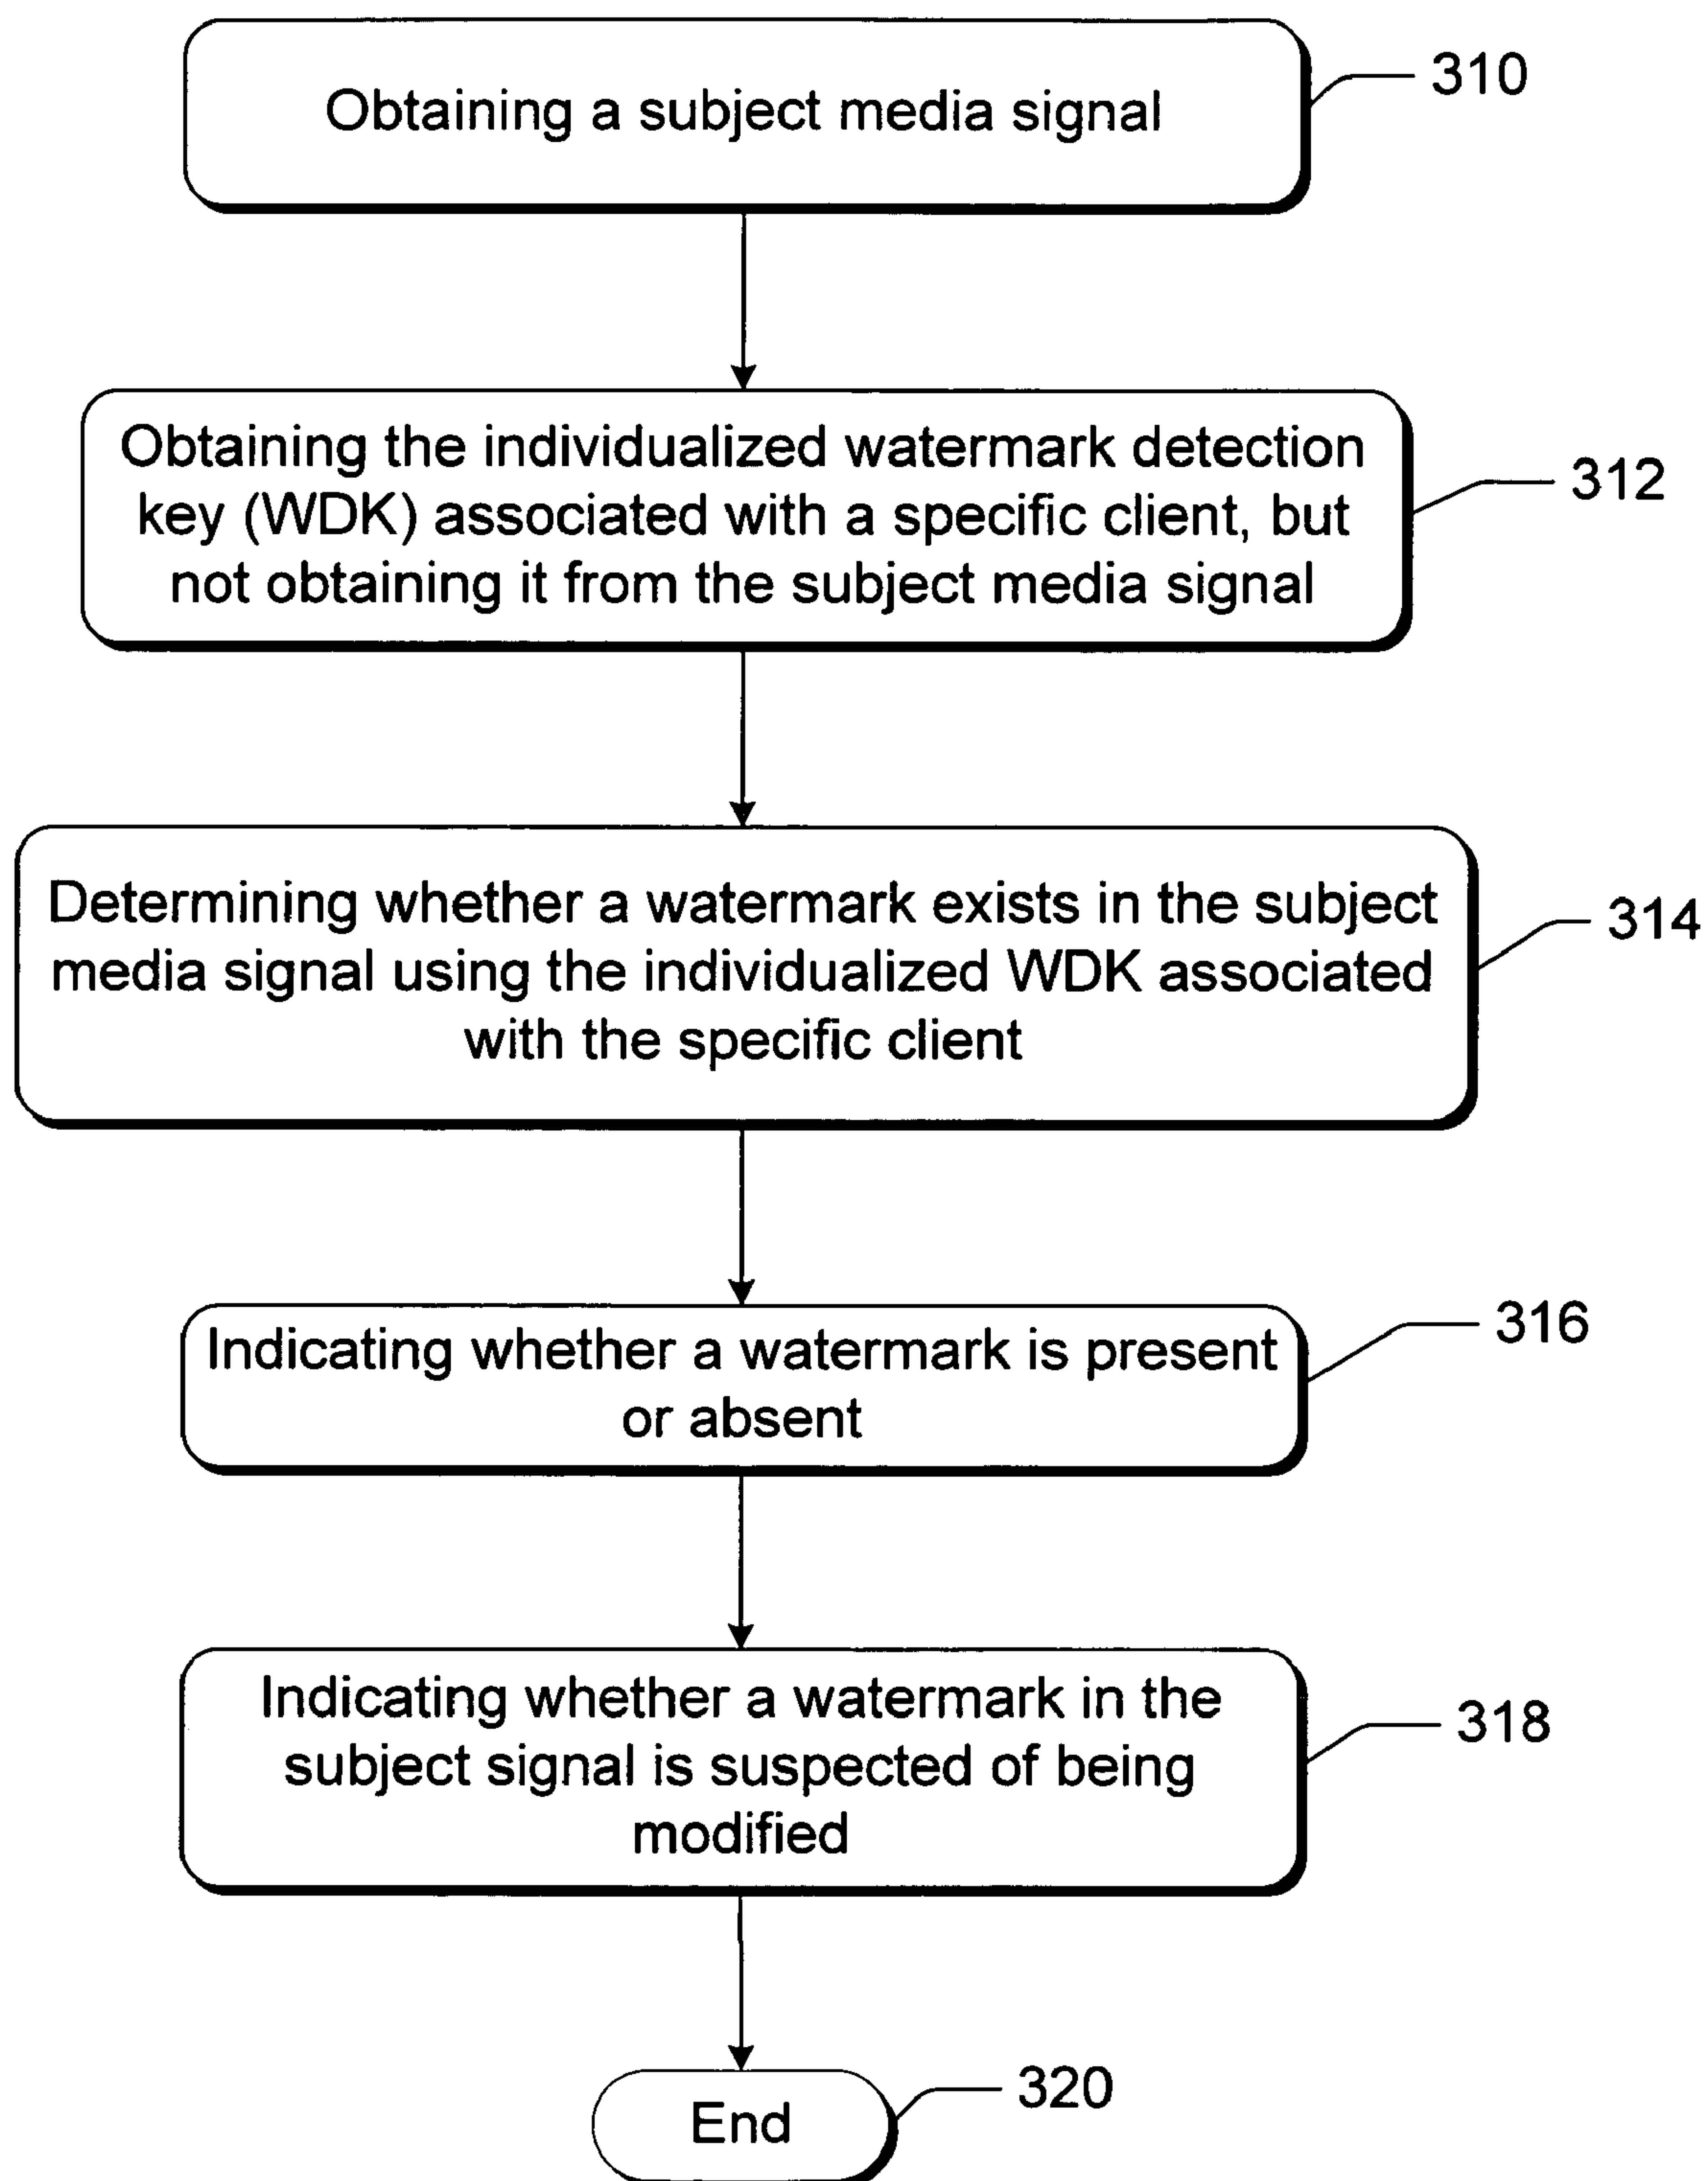 Obtaining a subject media signal
310
Obtaining the individualized watermark detection
key (WDK) associated with a specific client, but
not obtaining it from the subject media signal
312
Determining whether a watermark exists in the subject
media signal using the individualized WDK associated
with the specific client
314
Indicating whether a watermark is present
or absent
316
Indicating whether a watermark in the
subject signal is suspected of being
modified
318
End
320